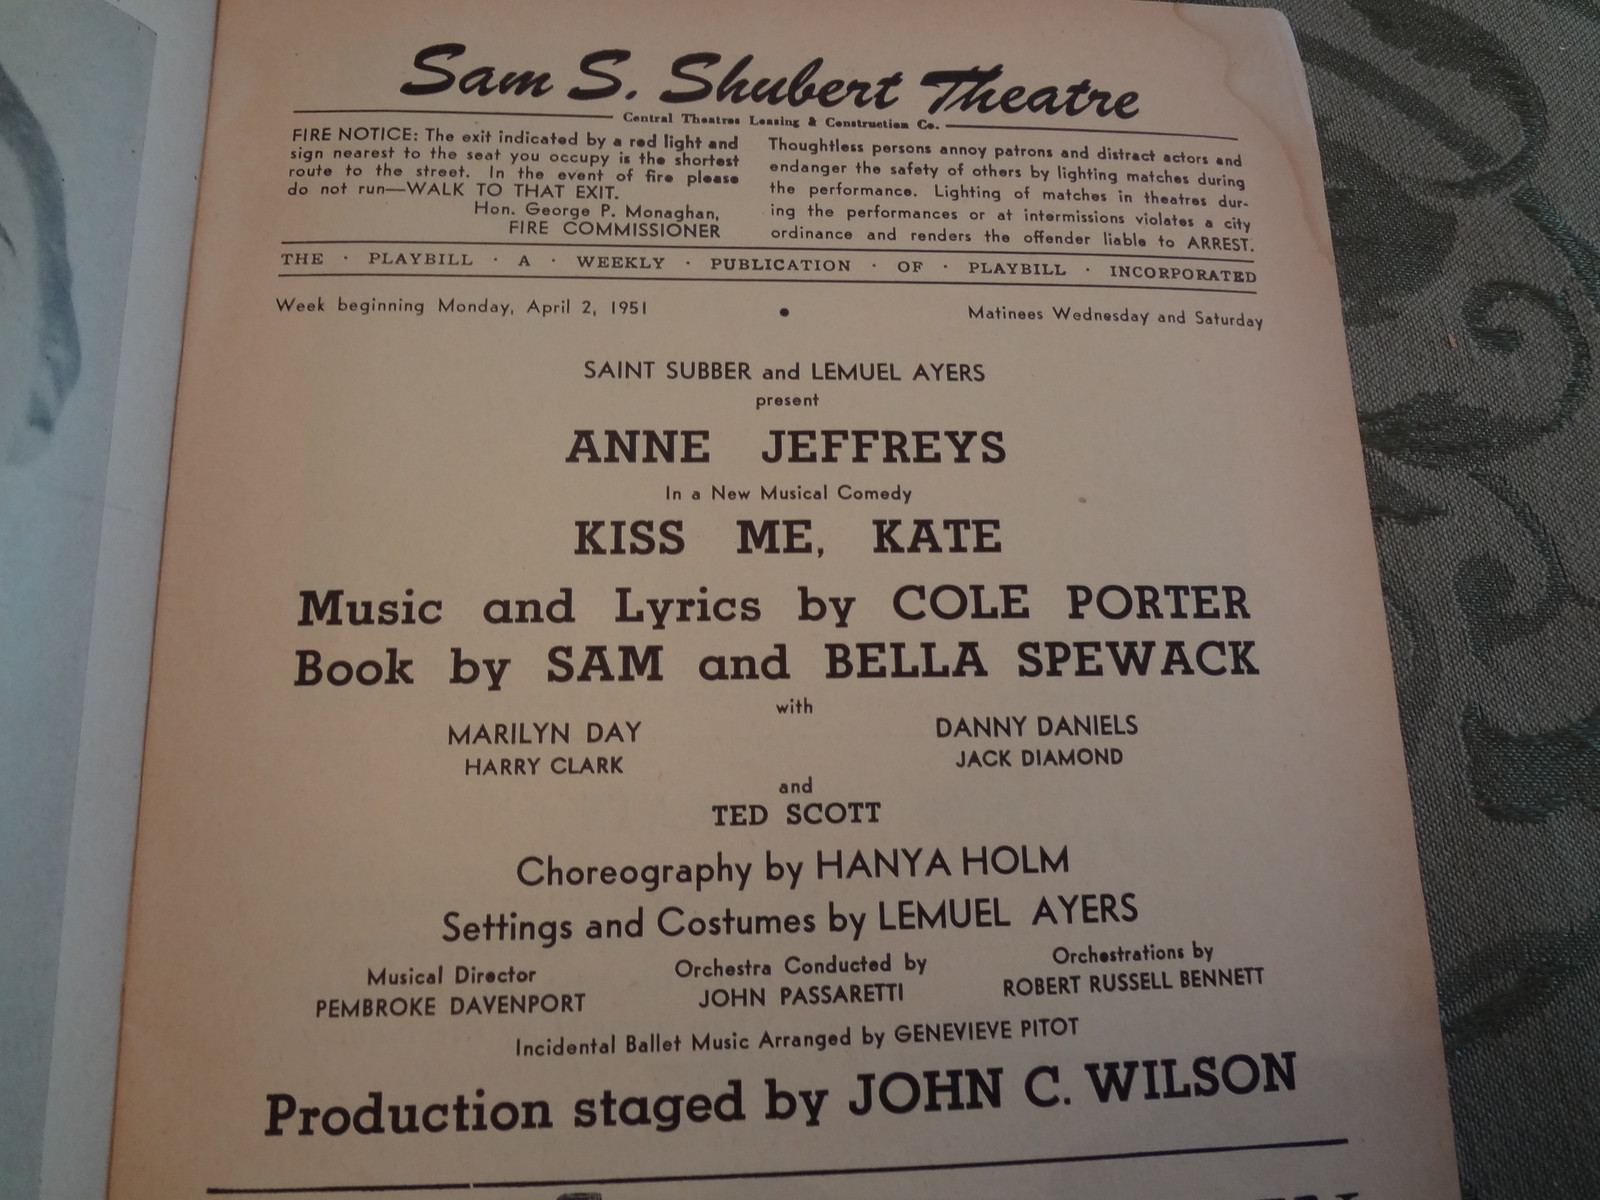 Sam S. Shubert Theatre
Central Theatres Leasing & Construction Co.
FIRE NOTICE: The exit indicated by a red light and
sign nearest to the seat you occupy is the shortest
route to the street. In the event of fire please
do not run—WALK TO THAT EXIT.
Hon. George P. Monaghan,
FIRE COMMISSIONER
Thoughtless persons annoy patrons and distract actors and
endanger the safety of others by lighting matches during
the performance. Lighting of matches in theatres dur-
ing the performances or at intermissions violates a city
ordinance and renders the offender liable to ARREST.
THE · PLAYBILL · A · WEEKLY · PUBLICATION · OF · PLAYBILL · INCORPORATED
Week beginning Monday, April 2, 1951 • Matinees Wednesday and Saturday
SAINT SUBBER and LEMUEL AYERS
present
ANNE JEFFREYS
In a New Musical Comedy
KISS ME, KATE
Music and Lyrics by COLE PORTER
Book by SAM and BELLA SPEWACK
with
MARILYN DAY DANNY DANIELS
HARRY CLARK JACK DIAMOND
and
TED SCOTT
Choreography by HANYA HOLM
Settings and Costumes by LEMUEL AYERS
Musical Director Orchestra Conducted by Orchestrations by
PEMBROKE DAVENPORT JOHN PASSARETTI ROBERT RUSSELL BENNETT
Incidental Ballet Music Arranged by GENEVIEVE PITOT
Production staged by JOHN C. WILSON